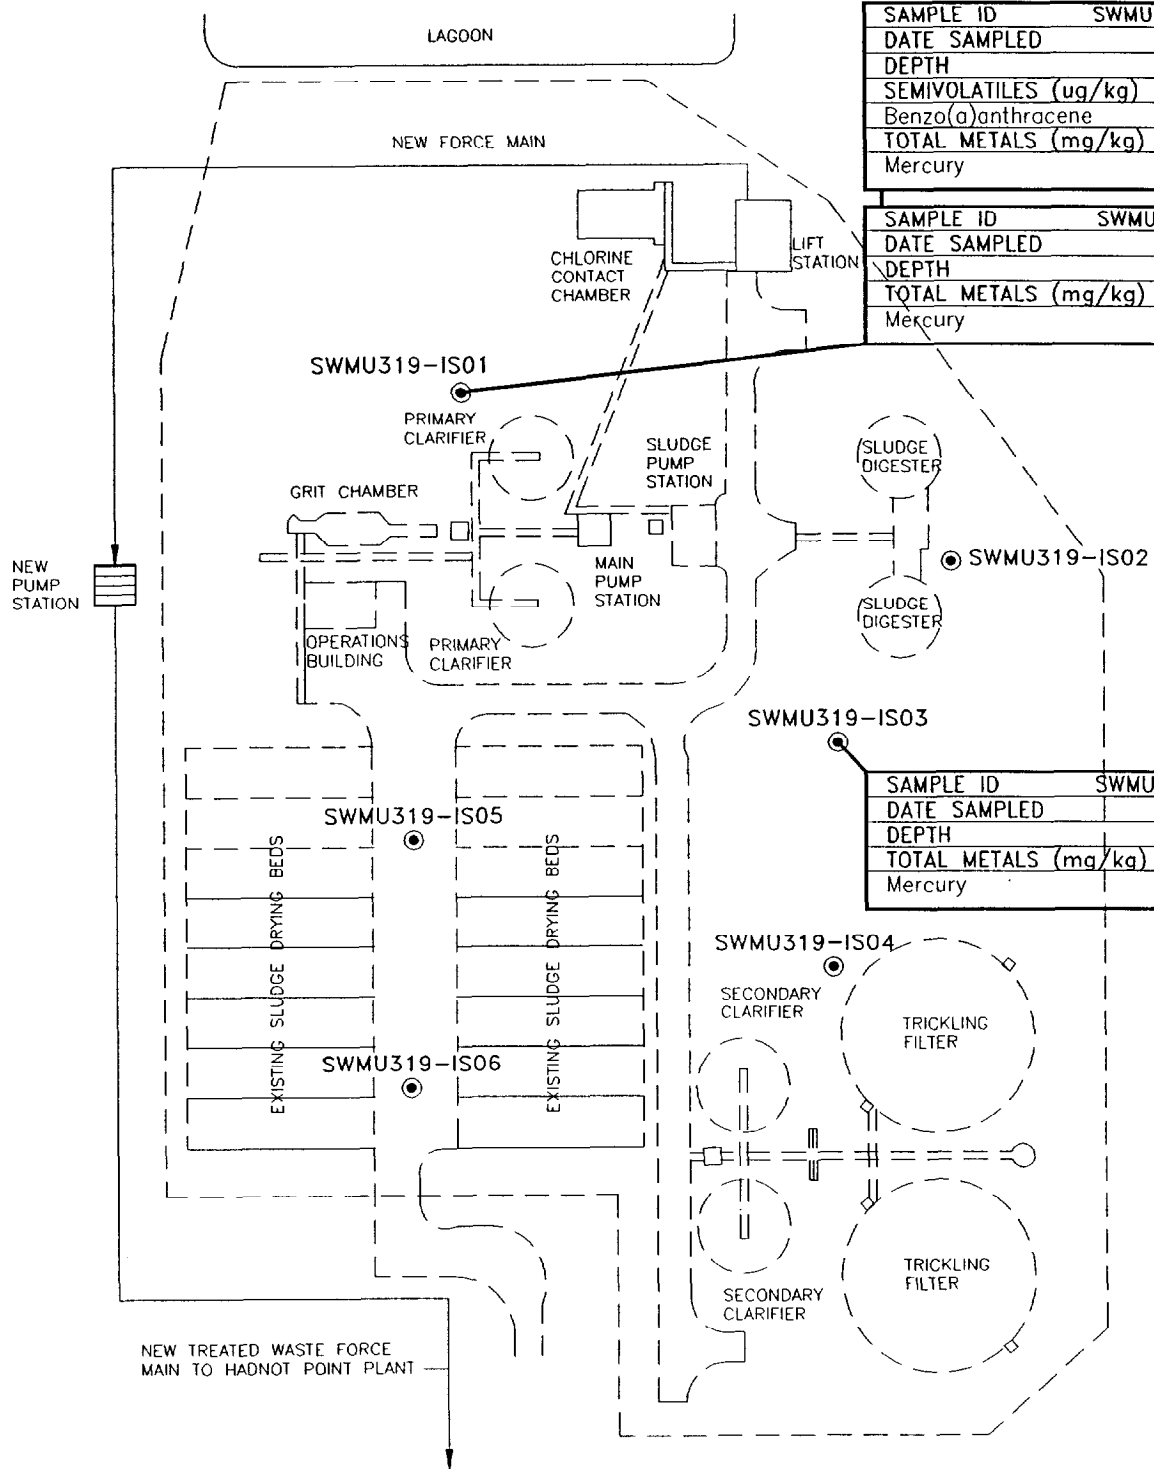 LAGOON
SAMPLE ID SWMU
DATE SAMPLED
DEPTH
SEMIVOLATILES (ug/kg)
Benzo(a)anthracene
TOTAL METALS (mg/kg)
Mercury
NEW FORCE MAIN
SAMPLE ID SWMU
DATE SAMPLED
DEPTH
TOTAL METALS (mg/kg)
Mercury
LIFT
STATION
CHLORINE
CONTACT
CHAMBER
SWMU319-IS01
PRIMARY
CLARIFIER
SLUDGE
PUMP
STATION
SLUDGE
DIGESTER
GRIT CHAMBER
NEW
PUMP
STATION
MAIN
PUMP
STATION
SWMU319-IS02
SLUDGE
DIGESTER
OPERATIONS
BUILDING
PRIMARY
CLARIFIER
SWMU319-IS03
SAMPLE ID SWMU
DATE SAMPLED
DEPTH
TOTAL METALS (mg/kg)
Mercury
SWMU319-IS05
EXISTING SLUDGE DRYING BEDS
EXISTING SLUDGE DRYING BEDS
SWMU319-IS04
SECONDARY
CLARIFIER
TRICKLING
FILTER
SWMU319-IS06
TRICKLING
FILTER
SECONDARY
CLARIFIER
NEW TREATED WASTE FORCE
MAIN TO HADNOT POINT PLANT